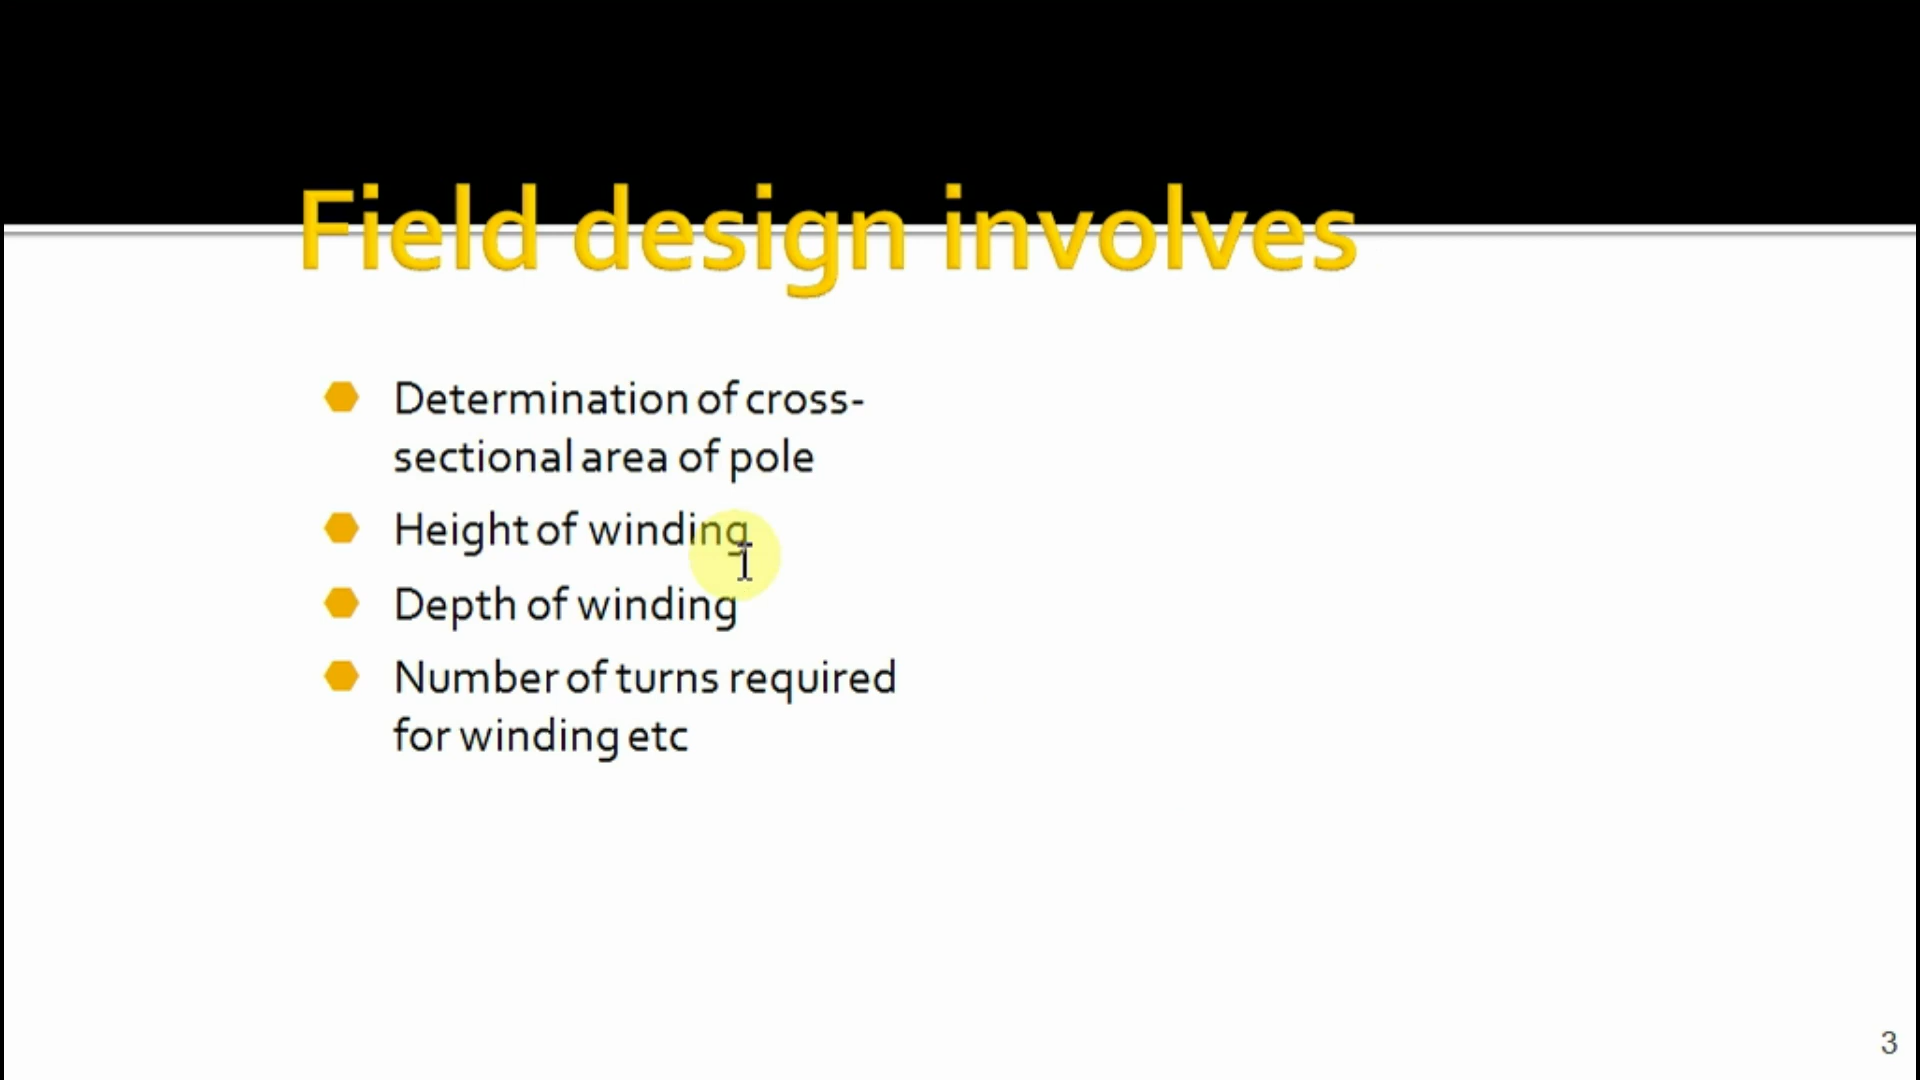 Field design involves
Determination of cross-
sectional area of pole
Height of winding
Depth of winding
Number of turns required
for winding etc
3